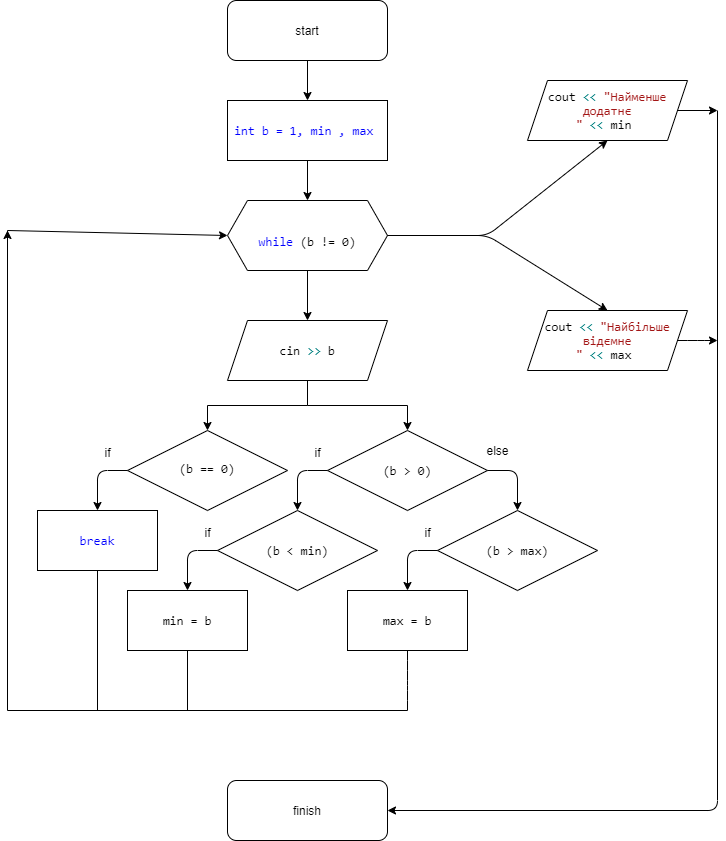 start
int b = 1, min , max
while (b != 0)
cout << "Найменше
додатнє
" << min
cout << "Найбільше
відємне
" << max
cin >> b
if
(b == 0)
if
(b > 0)
else
break
if
(b < min)
if
(b > max)
min = b
max = b
finish